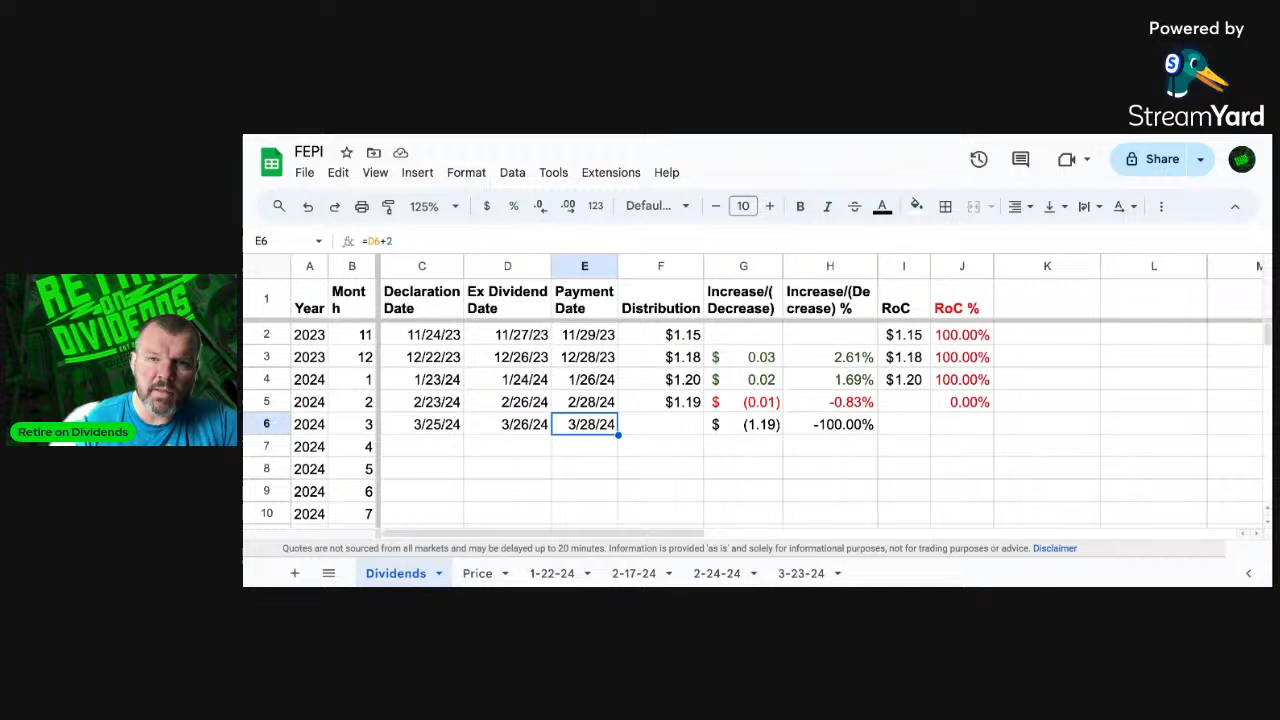 Powered by
S
StreamYard
FEPI
File Edit View Insert Format Data Tools Extensions Help
Share
125% $ % .0 .00 123 Defaul... − 10 + B I A
E6 fx =D6+2
A B C D E F G H I J K L M
1 Year Mont h Declaration Date Ex Dividend Date Payment Date Distribution Increase/( Decrease) Increase/(De crease) % RoC RoC %
2 2023 11 11/24/23 11/27/23 11/29/23 $1.15 $1.15 100.00%
3 2023 12 12/22/23 12/26/23 12/28/23 $1.18 $ 0.03 2.61% $1.18 100.00%
4 2024 1 1/23/24 1/24/24 1/26/24 $1.20 $ 0.02 1.69% $1.20 100.00%
5 2024 2 2/23/24 2/26/24 2/28/24 $1.19 $ (0.01) -0.83% 0.00%
6 2024 3 3/25/24 3/26/24 3/28/24 $ (1.19) -100.00%
7 2024 4
8 2024 5
9 2024 6
10 2024 7
Quotes are not sourced from all markets and may be delayed up to 20 minutes. Information is provided 'as is' and solely for informational purposes, not for trading purposes or advice. Disclaimer
+ Dividends Price 1-22-24 2-17-24 2-24-24 3-23-24
RETIRE
ON
DIVIDENDS
Retire on Dividends